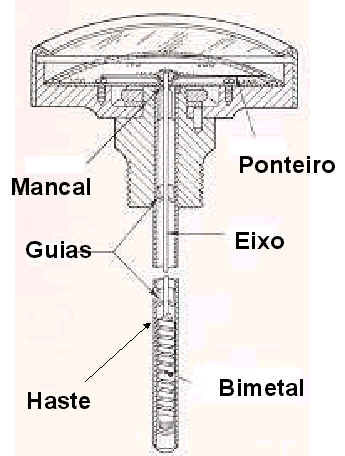 Ponteiro
Mancal
Guias
Eixo
Bimetal
Haste